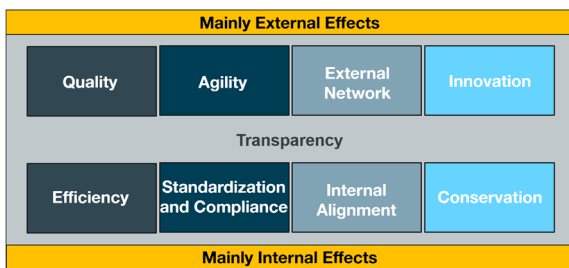 Mainly External Effects
Quality
Agility
External
Network
Innovation
Transparency
Efficiency
Standardization
and Compliance
Internal
Alignment
Conservation
Mainly Internal Effects